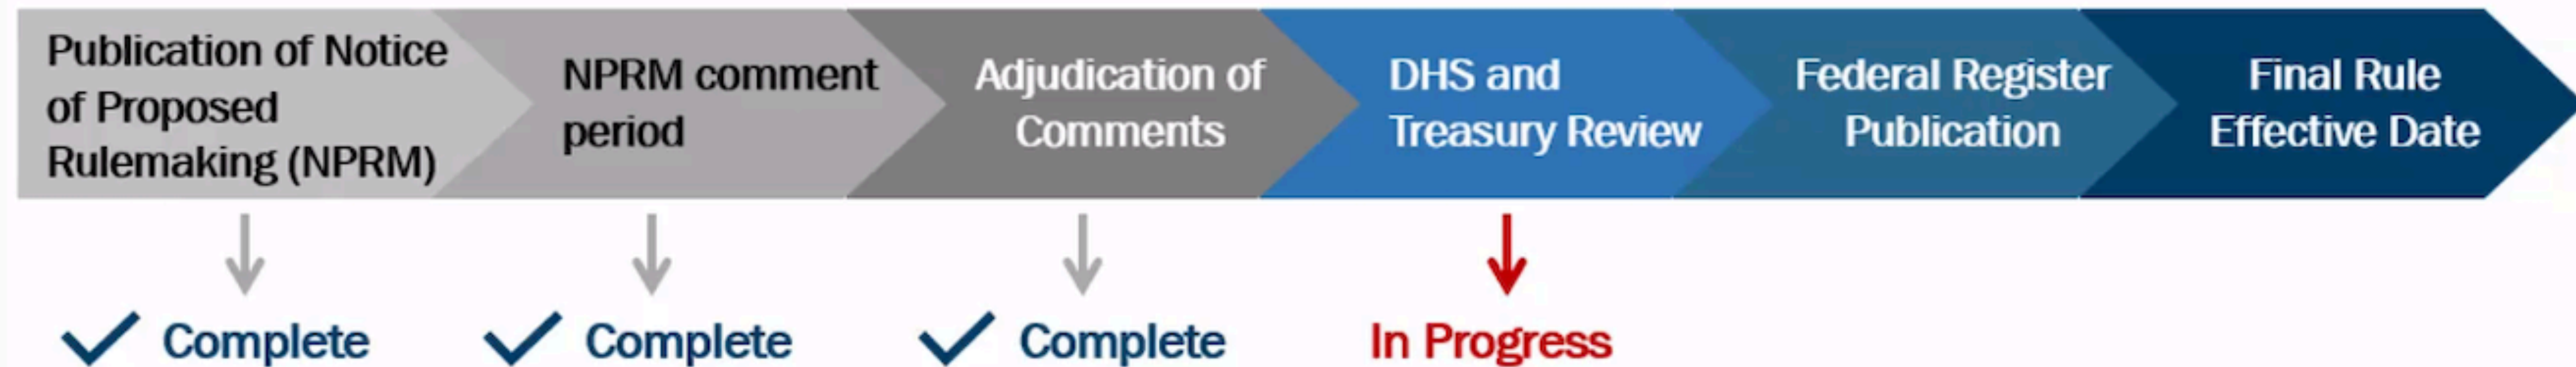 Publication of Notice
of Proposed
Rulemaking (NPRM)
NPRM comment
period
Adjudication of
Comments
DHS and
Treasury Review
Federal Register
Publication
Final Rule
Effective Date
Complete
Complete
Complete
In Progress